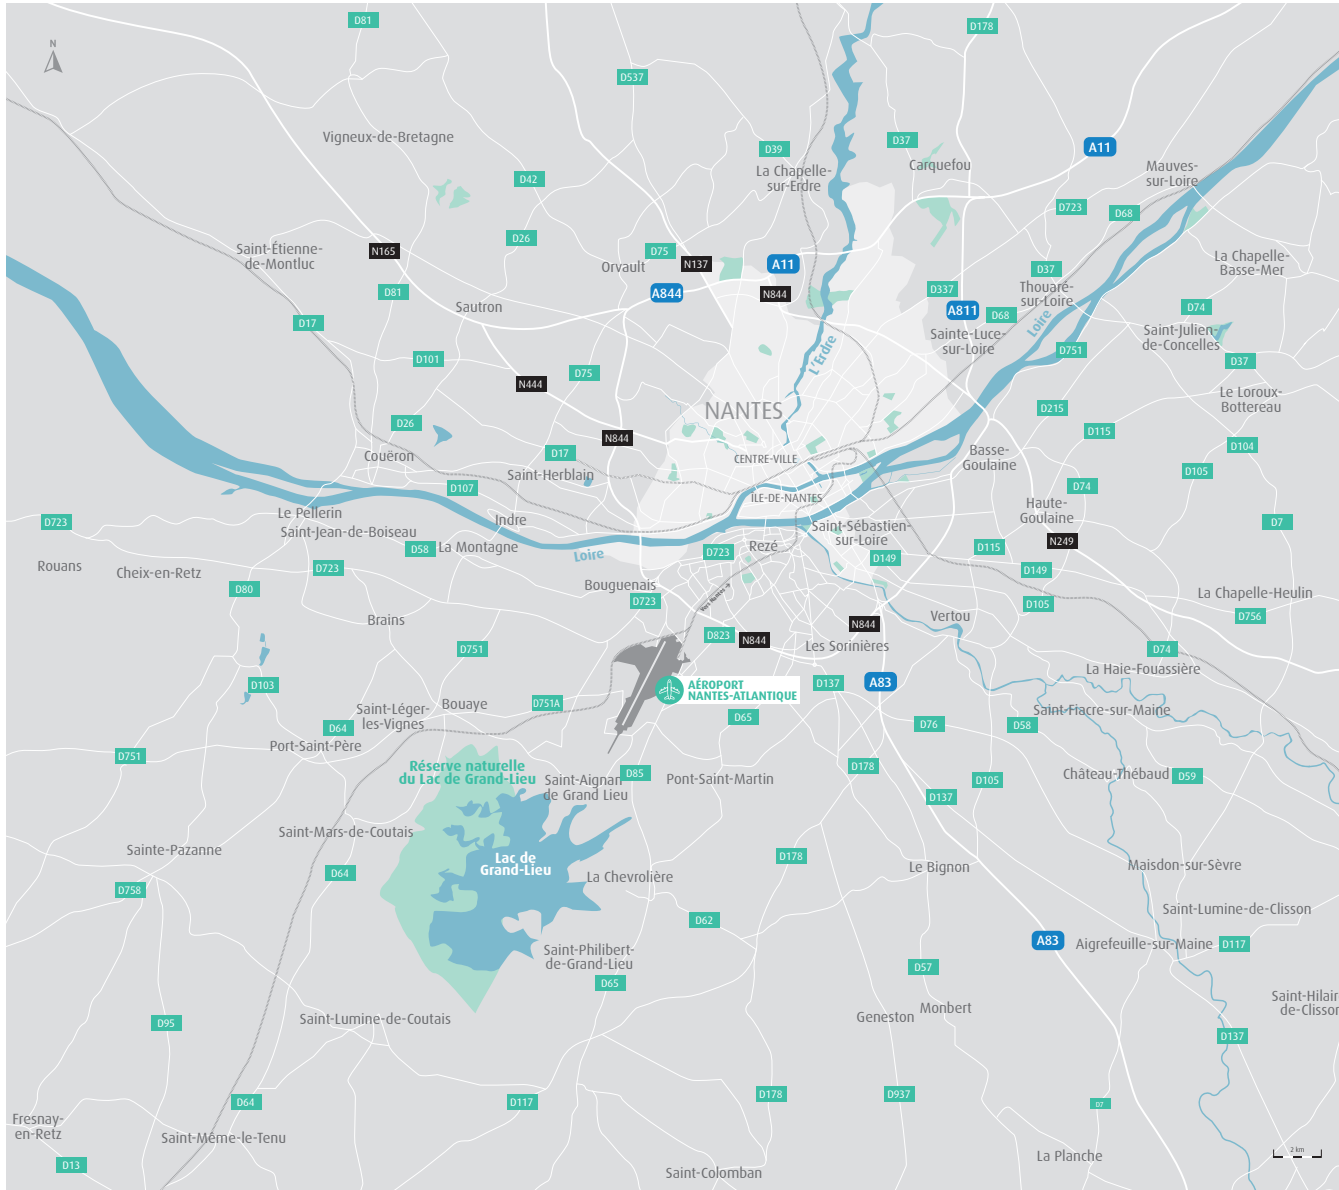 D81
D178
N
D537
Vigneux-de-Bretagne
D39
D37
A11
Carquefou
La Chapelle-
sur-Erdre
Mauves-
sur-Loire
D42
D723
D68
D26
Saint-Étienne-
de-Montluc
N165
D75
Orvault
N137
A11
La Chapelle-
Basse-Mer
D37
D81
A844
N844
D337
Thouaré-
sur-Loire
Sautron
A811
D68
D74
D17
Loire
Sainte-Luce-
sur-Loire
Saint-Julien-
de-Concelles
L'Erdre
D101
D751
D37
D75
N444
Le Loroux-
Bottereau
NANTES
D215
D26
D115
N844
D104
Couëron
D17
CENTRE-VILLE
Basse-
Goulaine
Saint-Herblain
D105
D107
D74
ILE-DE-NANTES
Le Pellerin
Haute-
Goulaine
D723
Indre
D7
Saint-Jean-de-Boiseau
Saint-Sébastien-
sur-Loire
D58
La Montagne
Loire
D723
Rezé
D149
D115
N249
Rouans
Cheix-en-Retz
D723
D149
D80
Bouguenais
La Chapelle-Heulin
D723
Vers Nantes
D105
Brains
Vertou
D756
N844
D823
N844
D751
Les Sorinières
D74
La Haie-Fouassière
D103
AÉROPORT
NANTES-ATLANTIQUE
D137
A83
Saint-Léger-
les-Vignes
Bouaye
D751A
D65
Saint-Fiacre-sur-Maine
D64
D76
D58
Port-Saint-Père
D751
Réserve naturelle
du Lac de Grand-Lieu
D178
Saint-Aignan
de Grand Lieu
D85
Pont-Saint-Martin
D105
Château-Thébaud
D59
D137
Saint-Mars-de-Coutais
Sainte-Pazanne
Lac de
Grand-Lieu
D178
Le Bignon
Maisdon-sur-Sèvre
D64
La Chevrolière
D758
Saint-Lumine-de-Clisson
D62
A83
Aigrefeuille-sur-Maine
D117
Saint-Philibert-
de-Grand-Lieu
D57
D65
Saint-Hilair
de-Clisson
Monbert
Geneston
D95
Saint-Lumine-de-Coutais
D137
D178
D937
D64
D117
D7
Fresnay-
en-Retz
Saint-Même-le-Tenu
2 km
La Planche
D13
Saint-Colomban